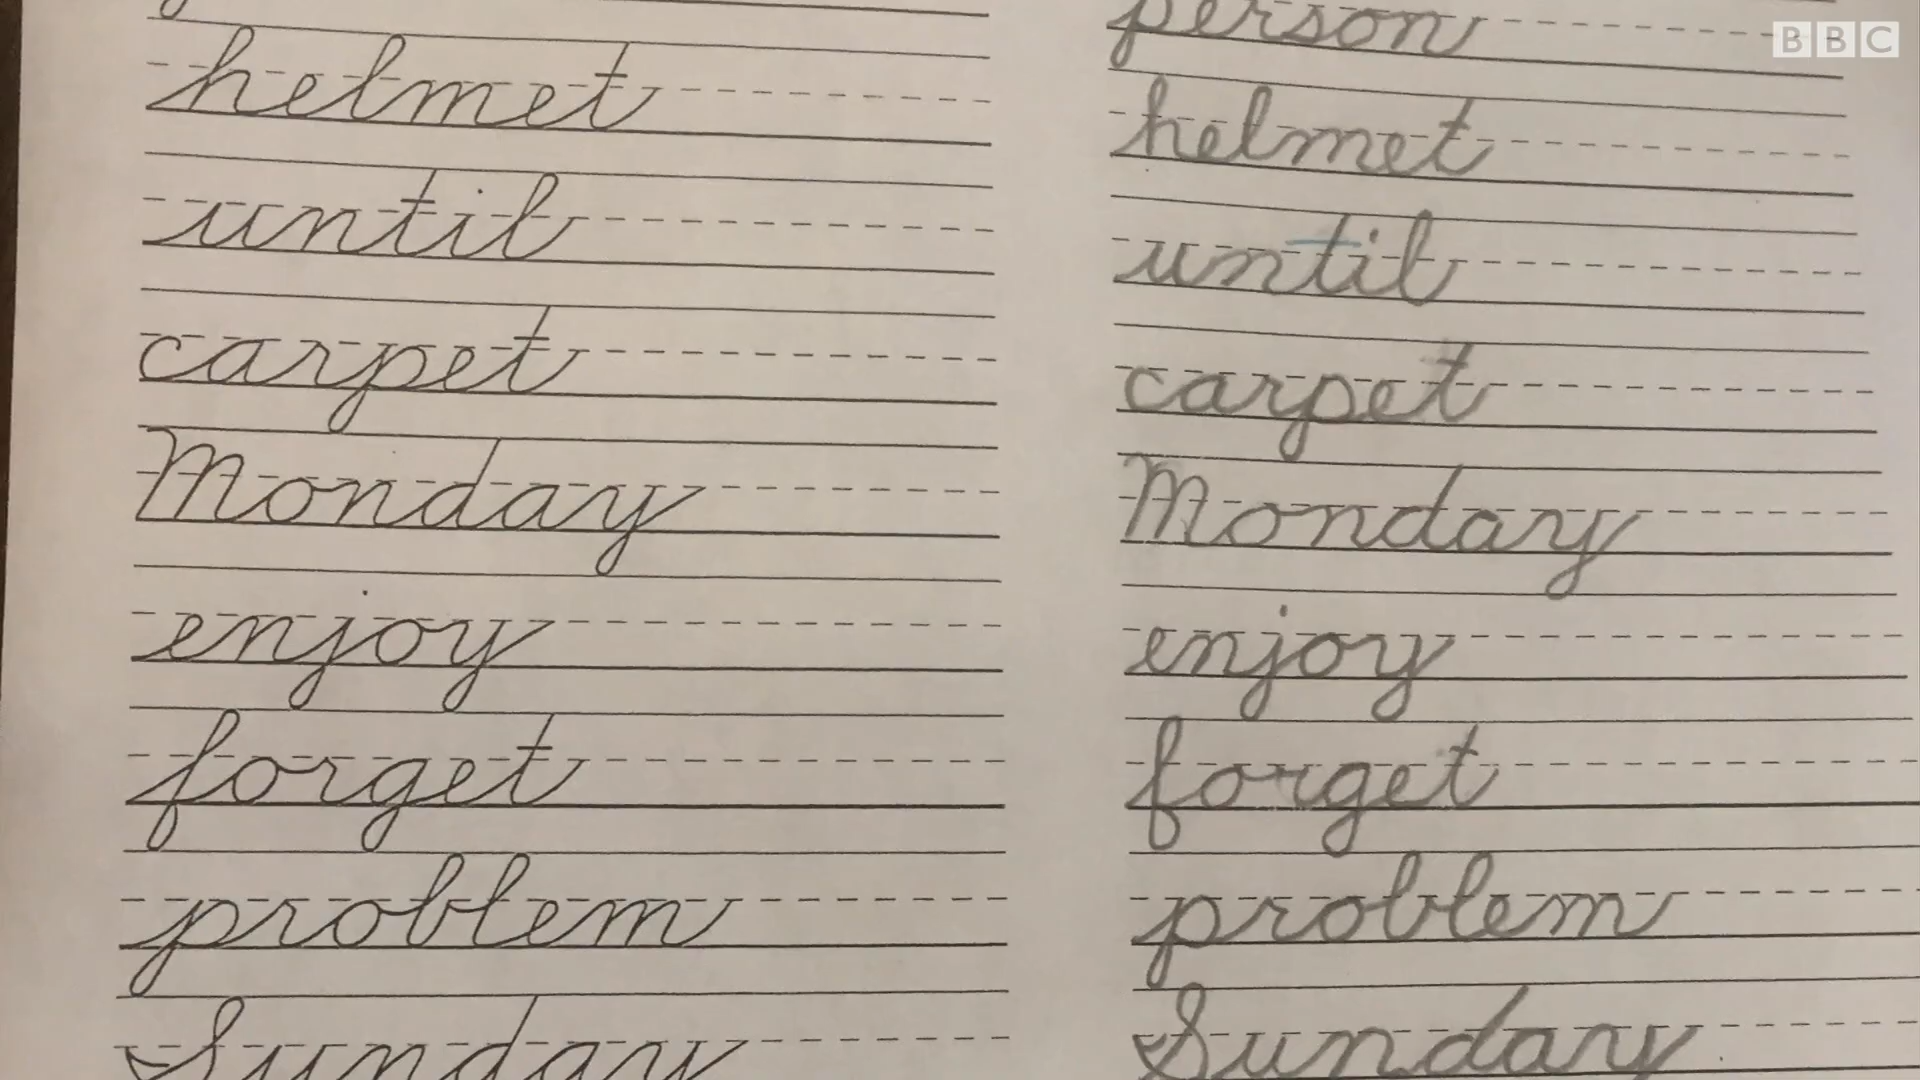 person
BBC
helmet helmet
until until
carpet carpet
Monday Monday
enjoy enjoy
forget forget
problem problem
Sunday Sunday